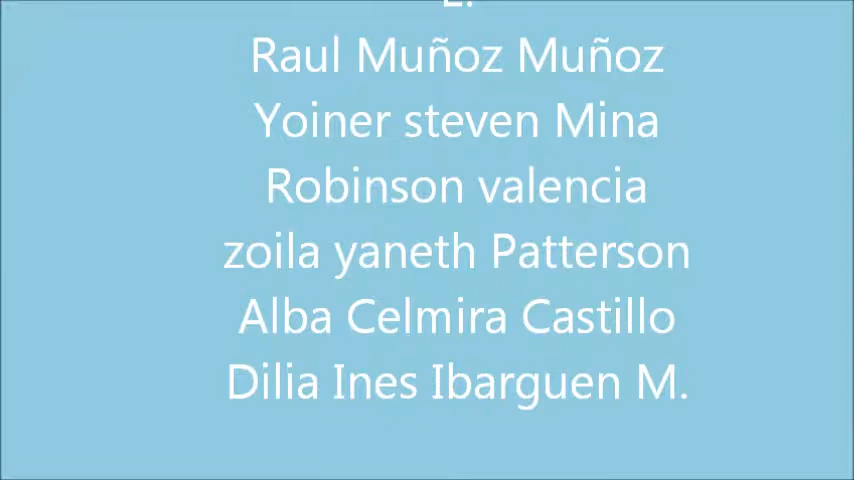 Raul Muñoz Muñoz
Yoiner steven Mina
Robinson valencia
zoila yaneth Patterson
Alba Celmira Castillo
Dilia Ines Ibarguen M.